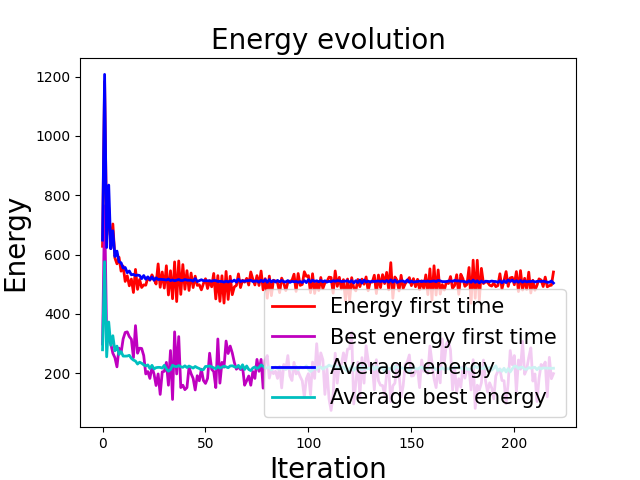 Energy evolution
1200
1000
800
600
400
200
Energy
Energy first time
Best energy first time
Average energy
Average best energy
0
50
100
150
200
Iteration